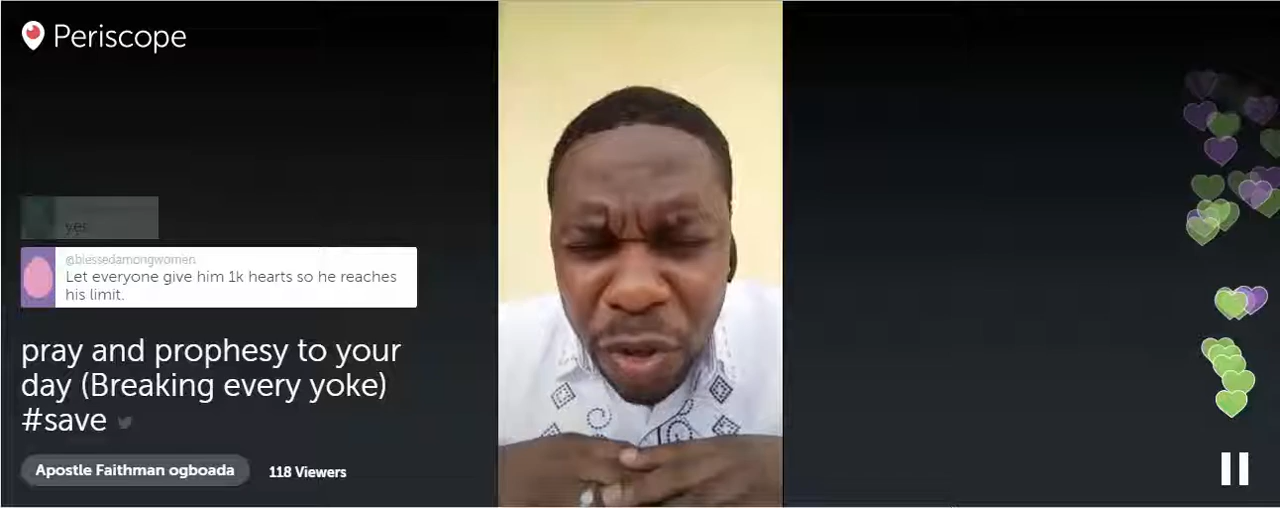 Periscope
yes
@blessedamongwomen
Let everyone give him 1k hearts so he reaches
his limit.
pray and prophesy to your
day (Breaking every yoke)
#save
Apostle Faithman ogboada
118 Viewers